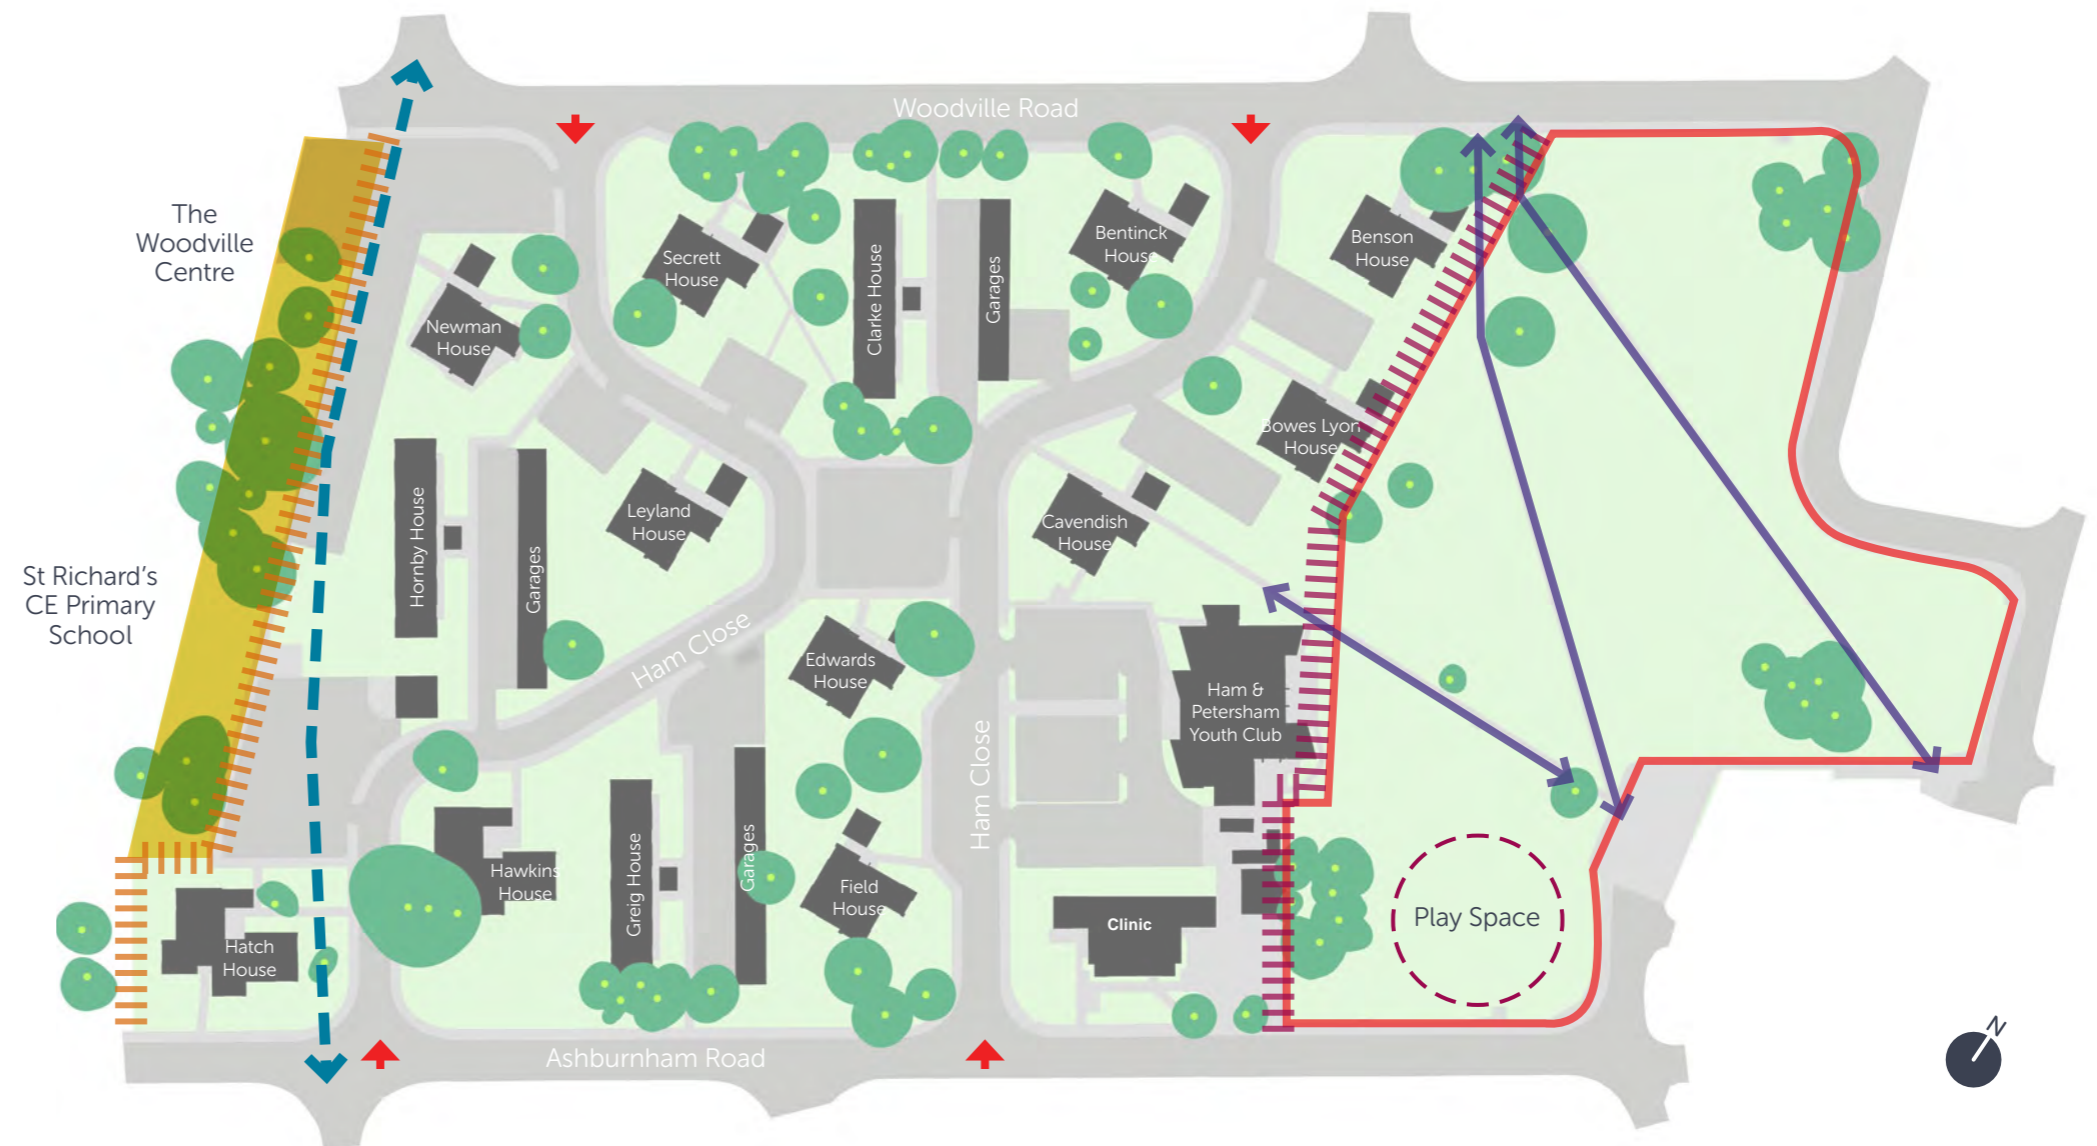 Woodville Road
The
Woodville
Centre
St Richard's
CE Primary
School
Newman
House
Secrett
House
Clarke House
Garages
Bentinck
House
Benson
House
Bowes Lyon
House
Hornby House
Garages
Leyland
House
Cavendish
House
Ham Close
Edwards
House
Ham &
Petersham
Youth Club
Ham Close
Hawkins
House
Greig House
Garages
Field
House
Clinic
Play Space
Hatch
House
Ashburnham Road
N